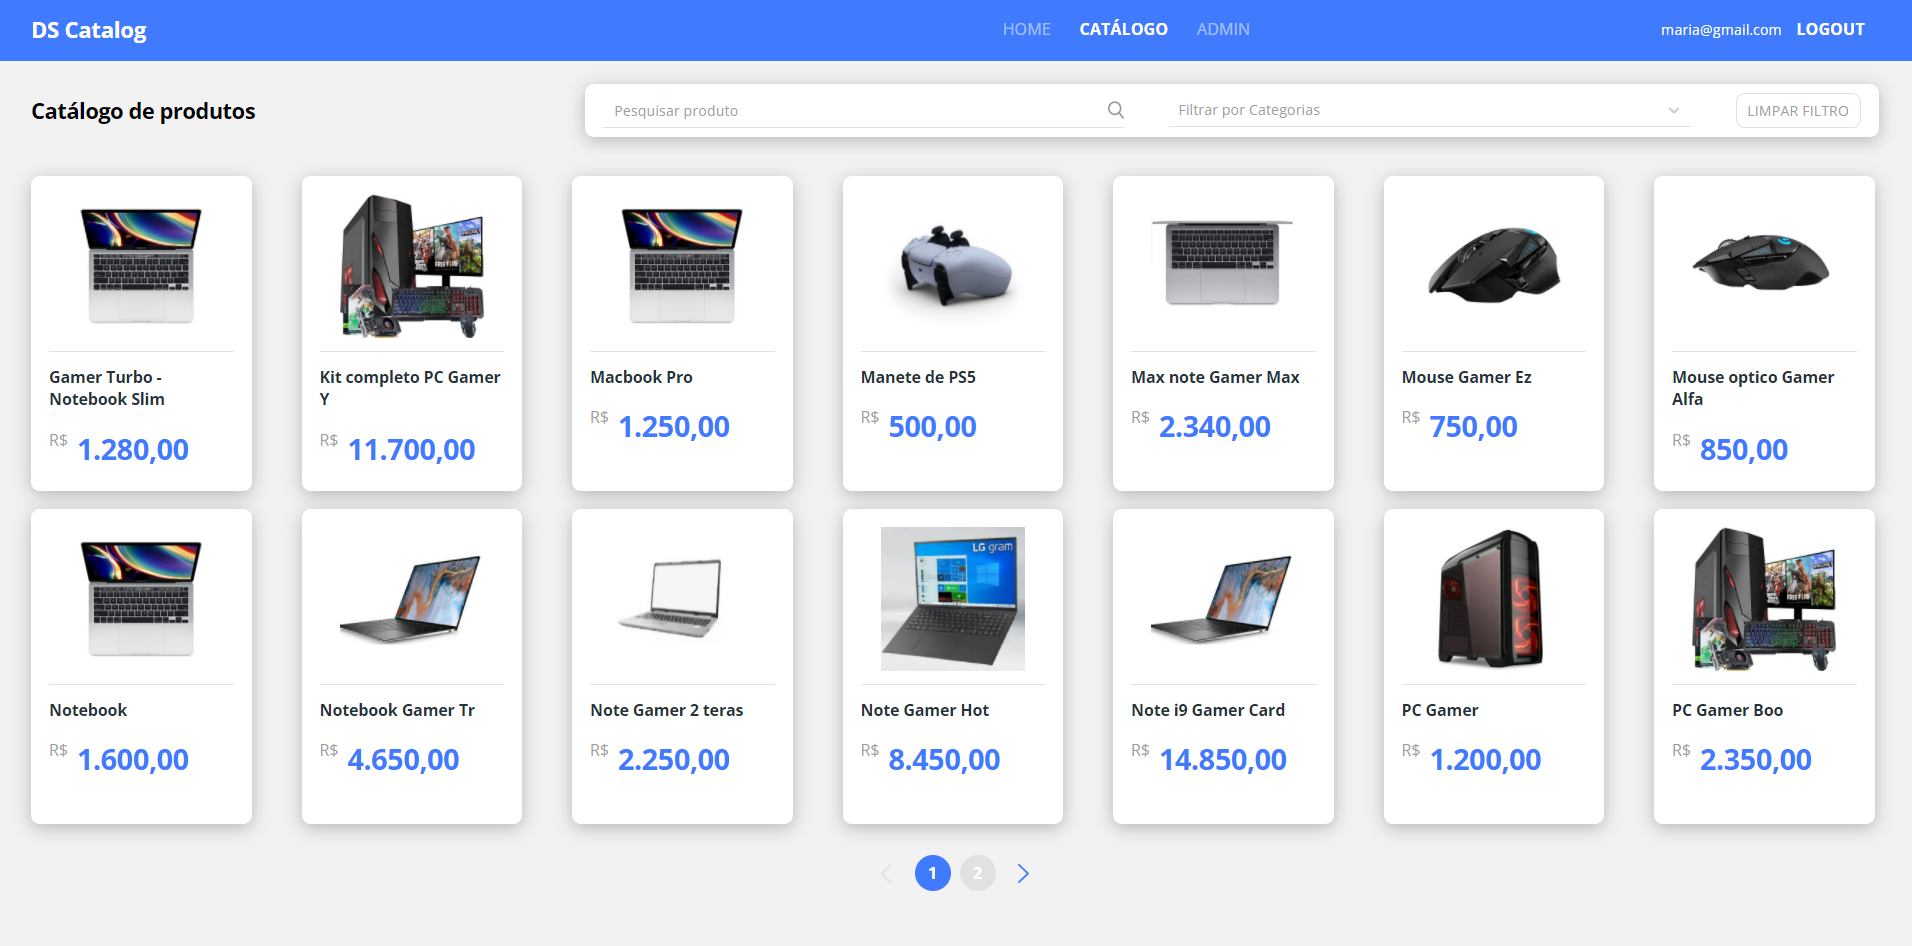 DS Catalog
HOME CATÁLOGO ADMIN
maria@gmail.com LOGOUT
Catálogo de produtos
Pesquisar produto
Filtrar por Categorias
LIMPAR FILTRO
Gamer Turbo -
Notebook Slim
R$ 1.280,00
Kit completo PC Gamer
Y
R$ 11.700,00
Macbook Pro
R$ 1.250,00
Manete de PS5
R$ 500,00
Max note Gamer Max
R$ 2.340,00
Mouse Gamer Ez
R$ 750,00
Mouse optico Gamer
Alfa
R$ 850,00
Notebook
R$ 1.600,00
Notebook Gamer Tr
R$ 4.650,00
Note Gamer 2 teras
R$ 2.250,00
LG gram
Note Gamer Hot
R$ 8.450,00
Note i9 Gamer Card
R$ 14.850,00
PC Gamer
R$ 1.200,00
FREE FIRE
PC Gamer Boo
R$ 2.350,00
1 2